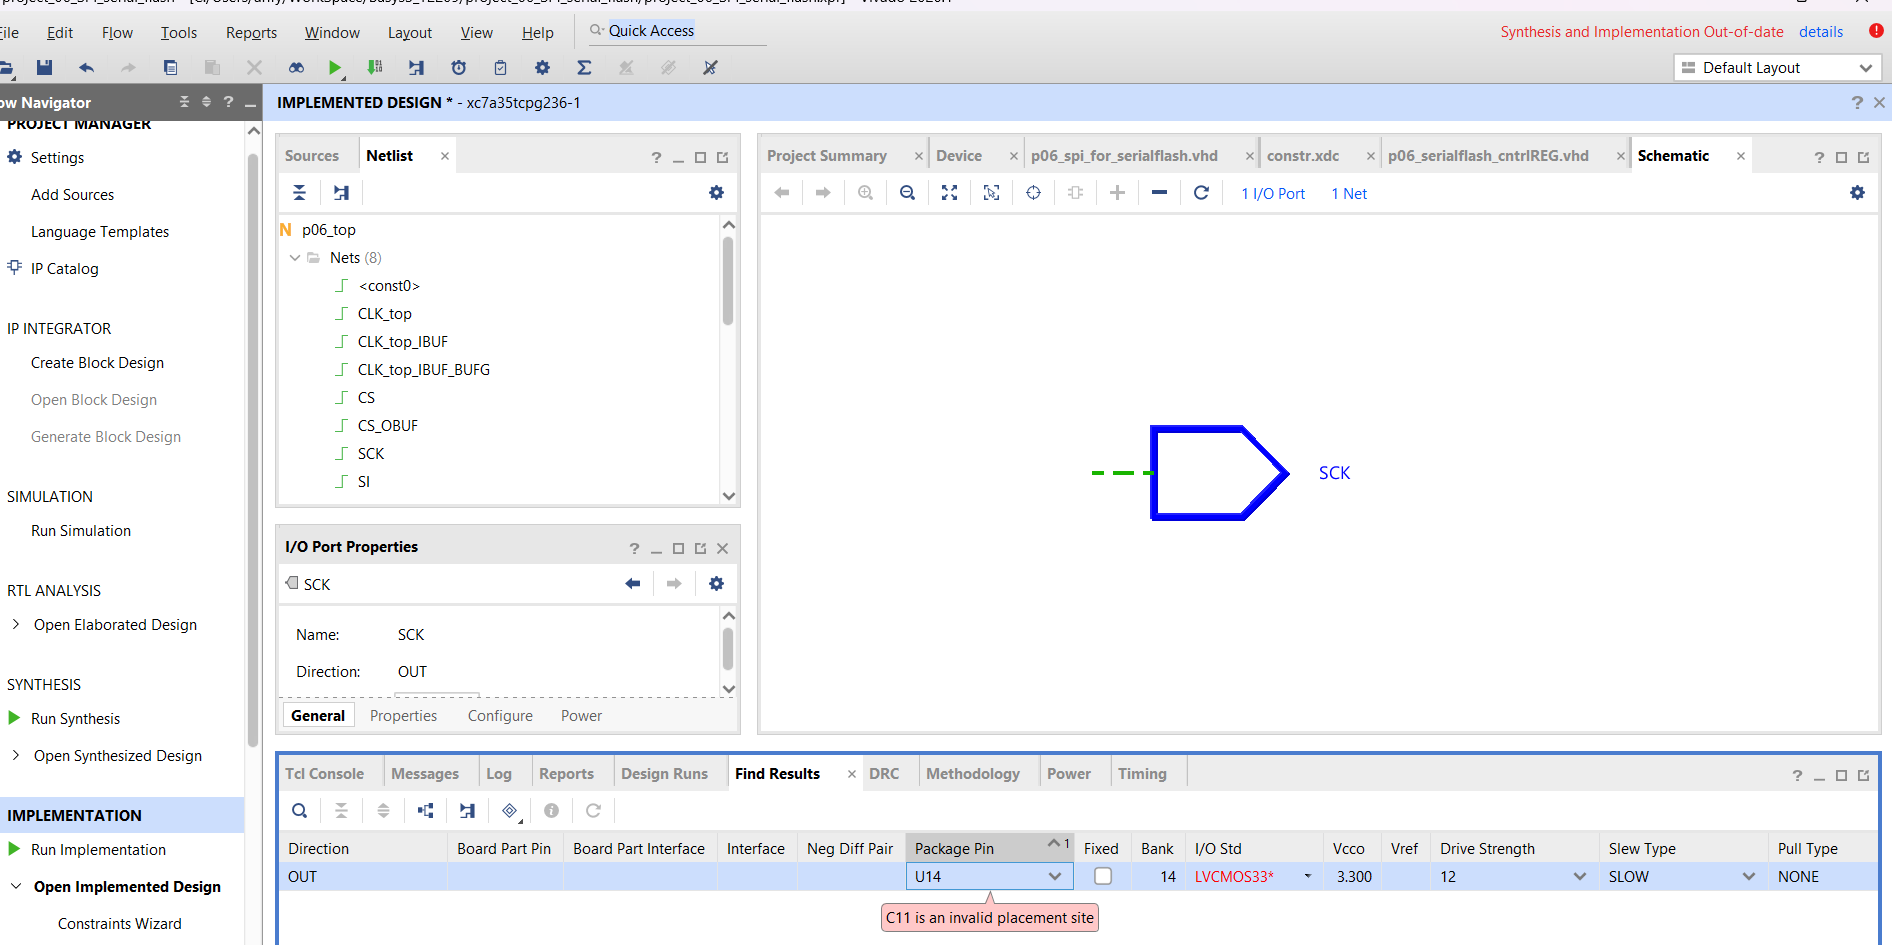 File Edit Flow Tools Reports Window Layout View Help Quick Access
Synthesis and Implementation Out-of-date details
Default Layout
ow Navigator
IMPLEMENTED DESIGN * - xc7a35tcpg236-1
PROJECT MANAGER
Settings
Add Sources
Language Templates
IP Catalog
IP INTEGRATOR
Create Block Design
Open Block Design
Generate Block Design
SIMULATION
Run Simulation
RTL ANALYSIS
Open Elaborated Design
SYNTHESIS
Run Synthesis
Open Synthesized Design
IMPLEMENTATION
Run Implementation
Open Implemented Design
Constraints Wizard
Sources Netlist
N p06_top
Nets (8)
<const0>
CLK_top
CLK_top_IBUF
CLK_top_IBUF_BUFG
CS
CS_OBUF
SCK
SI
I/O Port Properties
SCK
Name: SCK
Direction: OUT
General Properties Configure Power
Project Summary Device p06_spi_for_serialflash.vhd constr.xdc p06_serialflash_cntrlREG.vhd Schematic
1 I/O Port 1 Net
SCK
Tcl Console Messages Log Reports Design Runs Find Results DRC Methodology Power Timing
Direction Board Part Pin Board Part Interface Interface Neg Diff Pair Package Pin 1 Fixed Bank I/O Std Vcco Vref Drive Strength Slew Type Pull Type
OUT U14 14 LVCMOS33* 3.300 12 SLOW NONE
C11 is an invalid placement site